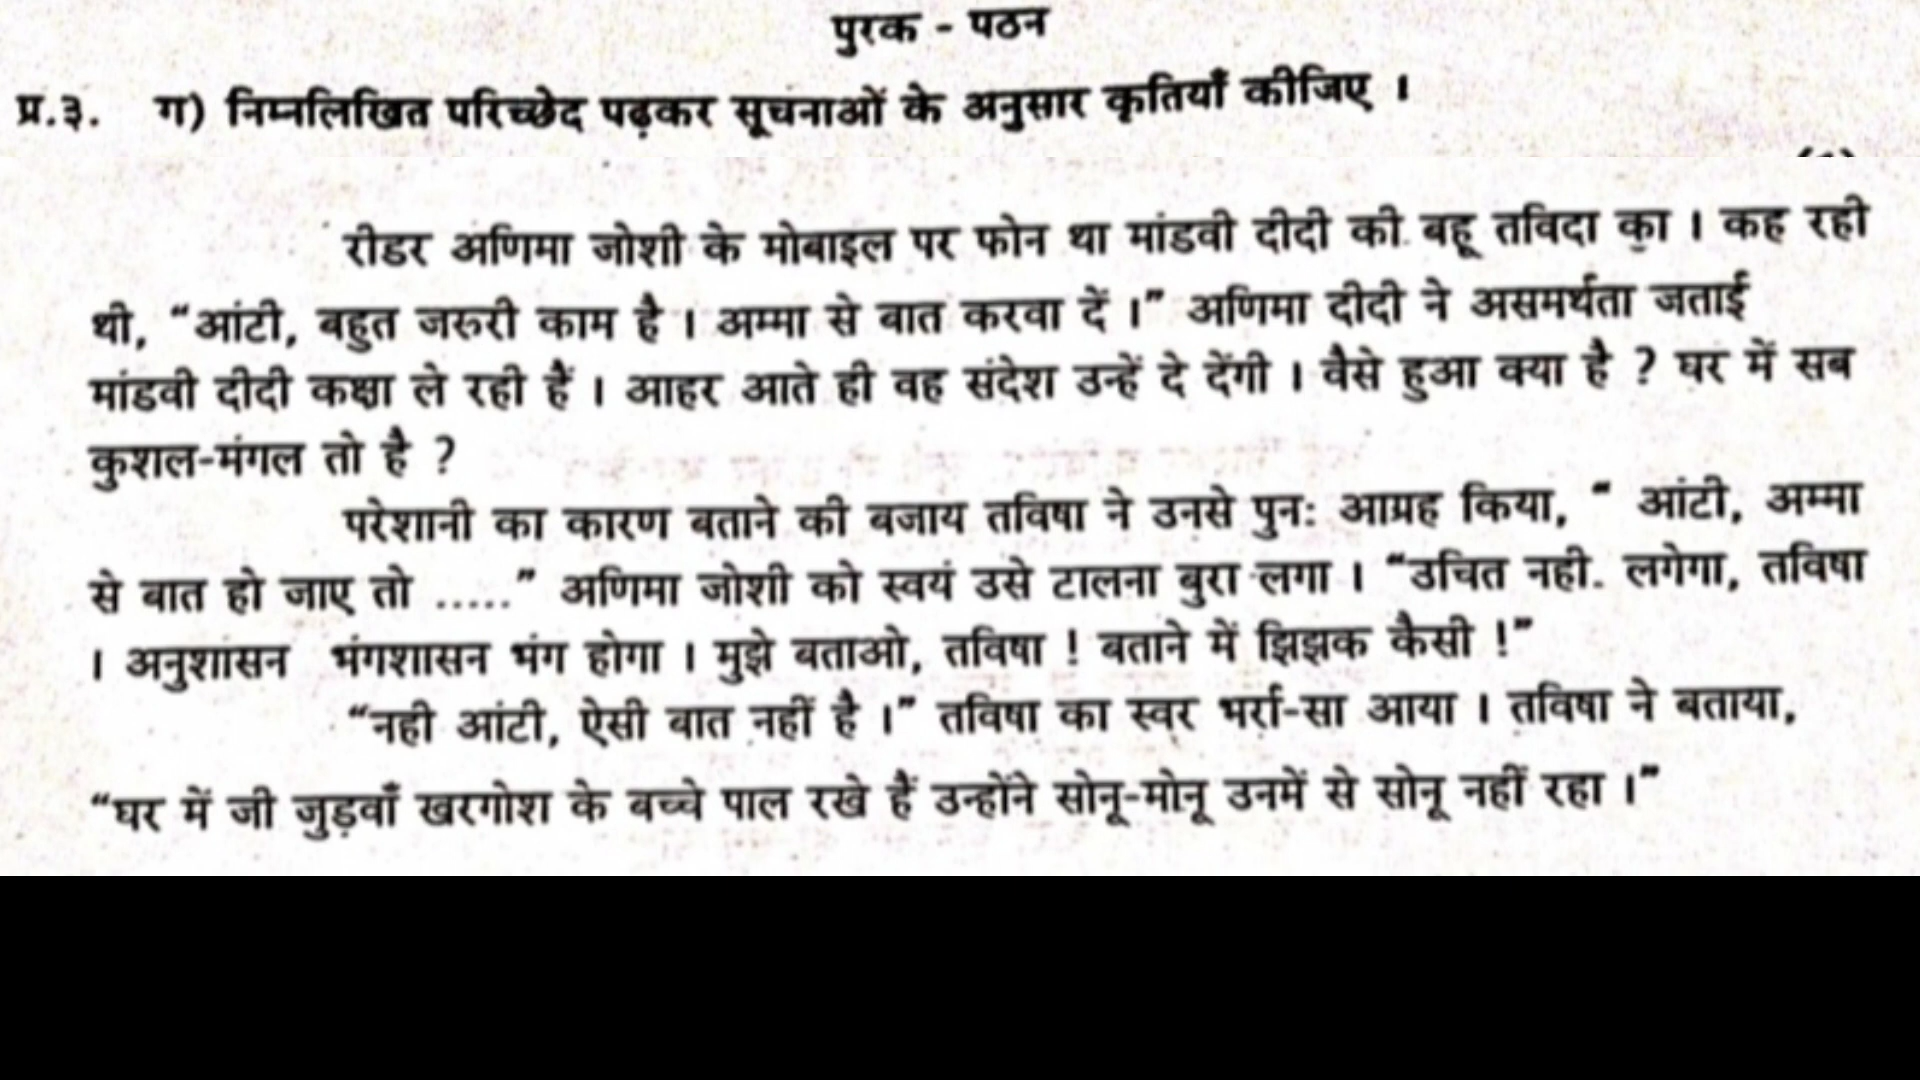 पुरक - पठन
प्र.३. ग) निम्नलिखित परिच्छेद पढ़कर सूचनाओं के अनुसार कृतियाँ कीजिए ।
रीडर अणिमा जोशी के मोबाइल पर फोन था मांडवी दीदी की बहू तविदा का । कह रही
थी, “आंटी, बहुत जरुरी काम है । अम्मा से बात करवा दें ।” अणिमा दीदी ने असमर्थता जताई
मांडवी दीदी कक्षा ले रही हैं । आहर आते ही वह संदेश उन्हें दे देंगी । वैसे हुआ क्या है ? घर में सब
कुशल-मंगल तो है ?
परेशानी का कारण बताने की बजाय तविषा ने उनसे पुनः आग्रह किया, “ आंटी, अम्मा
से बात हो जाए तो .....” अणिमा जोशी को स्वयं उसे टालना बुरा लगा । “उचित नही. लगेगा, तविषा
। अनुशासन भंगशासन भंग होगा । मुझे बताओ, तविषा ! बताने में झिझक कैसी !”
“नही आंटी, ऐसी बात नहीं है ।” तविषा का स्वर भर्रा-सा आया । तविषा ने बताया,
“घर में जी जुड़वाँ खरगोश के बच्चे पाल रखे हैं उन्होंने सोनू-मोनू उनमें से सोनू नहीं रहा ।”